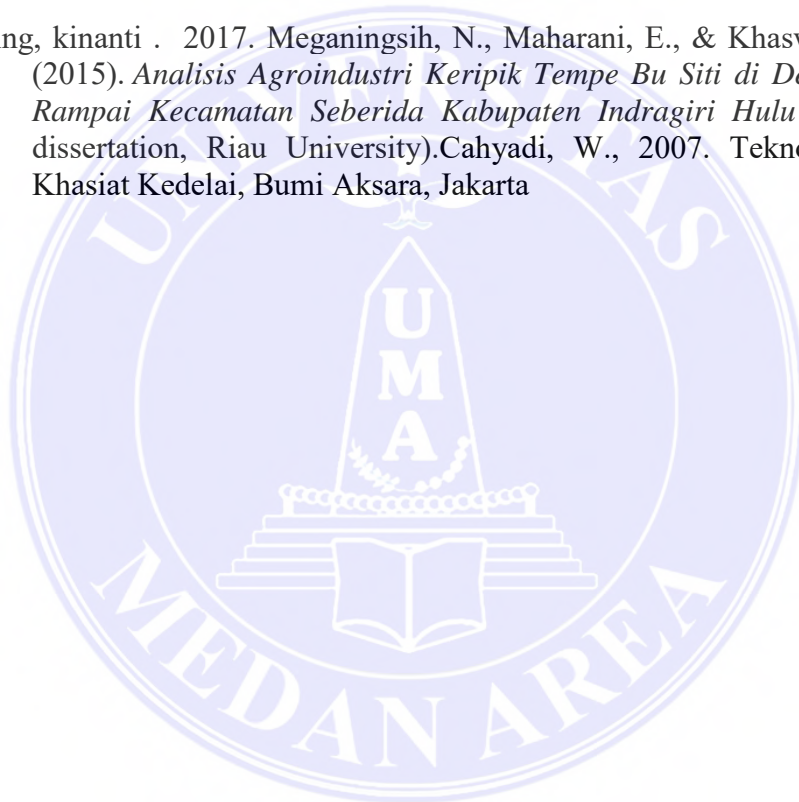 ng, kinanti . 2017. Meganingsih, N., Maharani, E., & Khasw
(2015). Analisis Agroindustri Keripik Tempe Bu Siti di De
Rampai Kecamatan Seberida Kabupaten Indragiri Hulu
dissertation, Riau University).Cahyadi, W., 2007. Tekno
Khasiat Kedelai, Bumi Aksara, Jakarta
UNIVERSITAS
UMA
MEDAN AREA